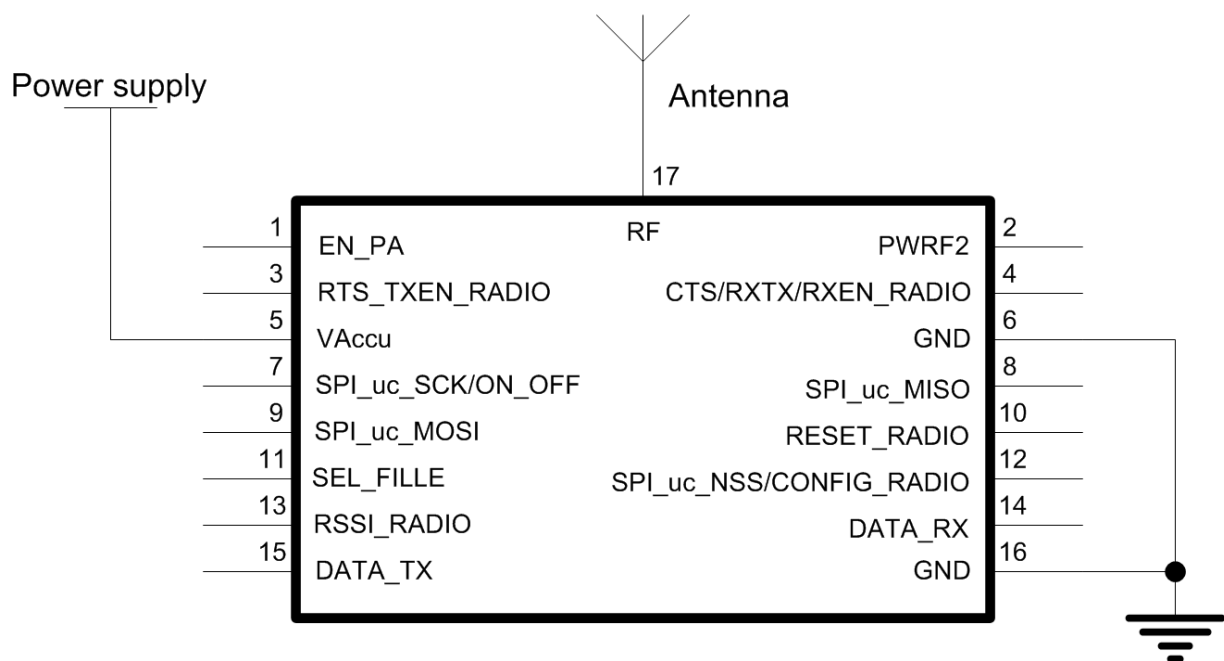 Power supply
Antenna
17
RF
1 EN_PA PWRF2 2
3 RTS_TXEN_RADIO CTS/RXTX/RXEN_RADIO 4
5 VAccu GND 6
7 SPI_uc_SCK/ON_OFF SPI_uc_MISO 8
9 SPI_uc_MOSI RESET_RADIO 10
11 SEL_FILLE SPI_uc_NSS/CONFIG_RADIO 12
13 RSSI_RADIO DATA_RX 14
15 DATA_TX GND 16